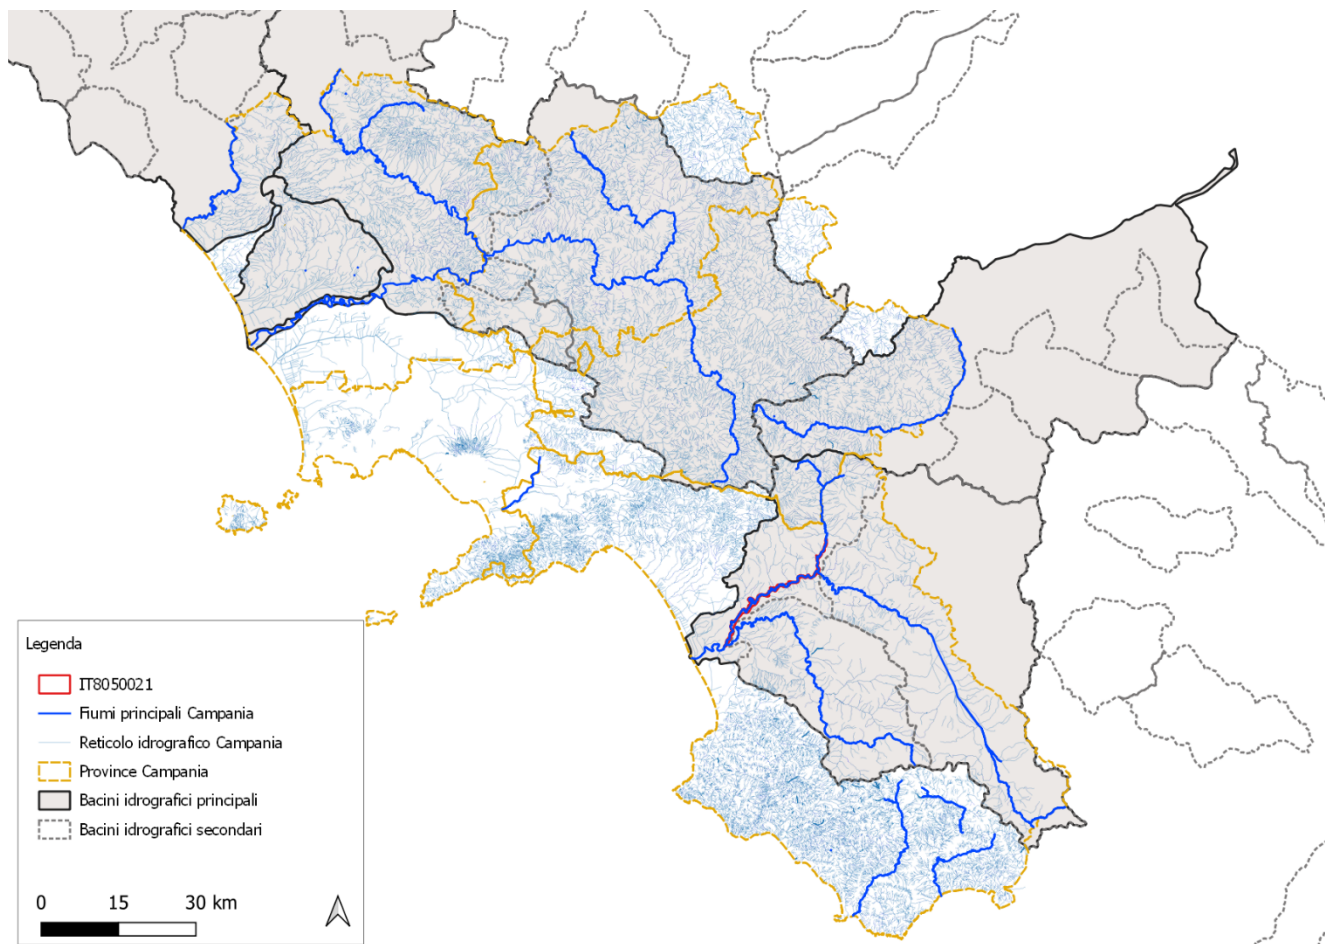 Legenda
IT8050021
Fiumi principali Campania
Reticolo idrografico Campania
Province Campania
Bacini idrografici principali
Bacini idrografici secondari
0 15 30 km